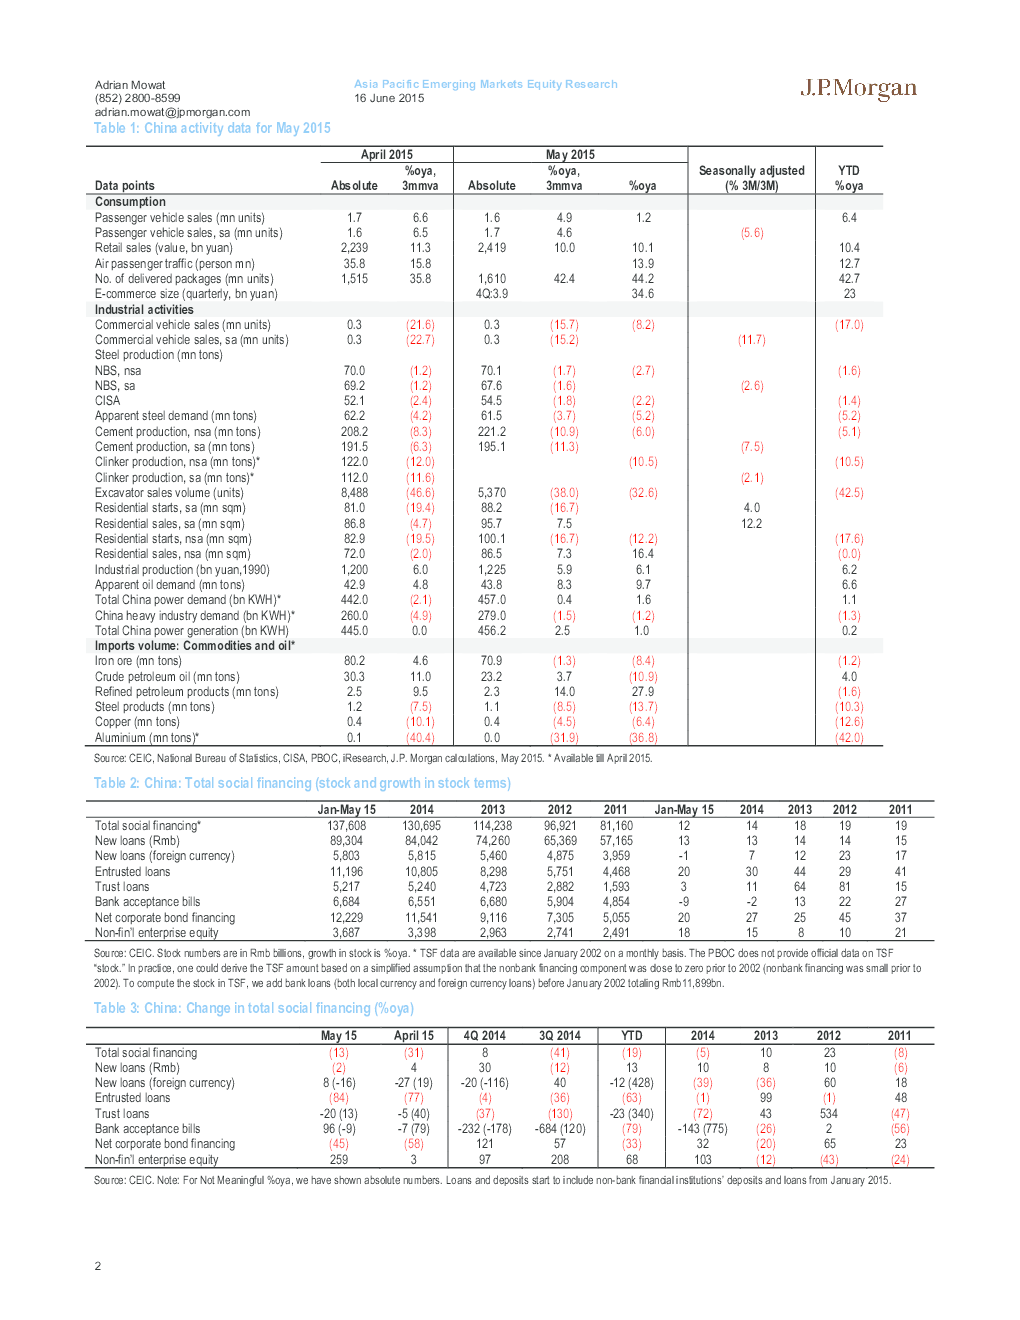 Adrian Mowat
(852) 2800-8599
adrian.mowat@jpmorgan.com
Asia Pacific Emerging Markets Equity Research
16 June 2015
J.P.Morgan
Table 1: China activity data for May 2015
April 2015 May 2015
%oya, %oya, Seasonally adjusted YTD
Data points Absolute 3mmva Absolute 3mmva %oya (% 3M/3M) %oya
Consumption
Passenger vehicle sales (mn units) 1.7 6.6 1.6 4.9 1.2 6.4
Passenger vehicle sales, sa (mn units) 1.6 6.5 1.7 4.6 (5.6)
Retail sales (value, bn yuan) 2,239 11.3 2,419 10.0 10.1 10.4
Air passenger traffic (person mn) 35.8 15.8 13.9 12.7
No. of delivered packages (mn units) 1,515 35.8 1,610 42.4 44.2 42.7
E-commerce size (quarterly, bn yuan) 4Q:3.9 34.6 23
Industrial activities
Commercial vehicle sales (mn units) 0.3 (21.6) 0.3 (15.7) (8.2) (17.0)
Commercial vehicle sales, sa (mn units) 0.3 (22.7) 0.3 (15.2) (11.7)
Steel production (mn tons)
NBS, nsa 70.0 (1.2) 70.1 (1.7) (2.7) (1.6)
NBS, sa 69.2 (1.2) 67.6 (1.6) (2.6)
CISA 52.1 (2.4) 54.5 (1.8) (2.2) (1.4)
Apparent steel demand (mn tons) 62.2 (4.2) 61.5 (3.7) (5.2) (5.2)
Cement production, nsa (mn tons) 208.2 (8.3) 221.2 (10.9) (6.0) (5.1)
Cement production, sa (mn tons) 191.5 (6.3) 195.1 (11.3) (7.5)
Clinker production, nsa (mn tons)* 122.0 (12.0) (10.5) (10.5)
Clinker production, sa (mn tons)* 112.0 (11.6) (2.1)
Excavator sales volume (units) 8,488 (46.6) 5,370 (38.0) (32.6) (42.5)
Residential starts, sa (mn sqm) 81.0 (19.4) 88.2 (16.7) 4.0
Residential sales, sa (mn sqm) 86.8 (4.7) 95.7 7.5 12.2
Residential starts, nsa (mn sqm) 82.9 (19.5) 100.1 (16.7) (12.2) (17.6)
Residential sales, nsa (mn sqm) 72.0 (2.0) 86.5 7.3 16.4 (0.0)
Industrial production (bn yuan,1990) 1,200 6.0 1,225 5.9 6.1 6.2
Apparent oil demand (mn tons) 42.9 4.8 43.8 8.3 9.7 6.6
Total China power demand (bn KWH)* 442.0 (2.1) 457.0 0.4 1.6 1.1
China heavy industry demand (bn KWH)* 260.0 (4.9) 279.0 (1.5) (1.2) (1.3)
Total China power generation (bn KWH) 445.0 0.0 456.2 2.5 1.0 0.2
Imports volume: Commodities and oil*
Iron ore (mn tons) 80.2 4.6 70.9 (1.3) (8.4) (1.2)
Crude petroleum oil (mn tons) 30.3 11.0 23.2 3.7 (10.9) 4.0
Refined petroleum products (mn tons) 2.5 9.5 2.3 14.0 27.9 (1.6)
Steel products (mn tons) 1.2 (7.5) 1.1 (8.5) (13.7) (10.3)
Copper (mn tons) 0.4 (10.1) 0.4 (4.5) (6.4) (12.6)
Aluminium (mn tons)* 0.1 (40.4) 0.0 (31.9) (36.8) (42.0)
Source: CEIC, National Bureau of Statistics, CISA, PBOC, iResearch, J.P. Morgan calculations, May 2015. * Available till April 2015.
Table 2: China: Total social financing (stock and growth in stock terms)
Jan-May 15 2014 2013 2012 2011 Jan-May 15 2014 2013 2012 2011
Total social financing* 137,608 130,695 114,238 96,921 81,160 12 14 18 19 19
New loans (Rmb) 89,304 84,042 74,260 65,369 57,165 13 13 14 14 15
New loans (foreign currency) 5,803 5,815 5,460 4,875 3,959 -1 7 12 23 17
Entrusted loans 11,196 10,805 8,298 5,751 4,468 20 30 44 29 41
Trust loans 5,217 5,240 4,723 2,882 1,593 3 11 64 81 15
Bank acceptance bills 6,684 6,551 6,680 5,904 4,854 -9 -2 13 22 27
Net corporate bond financing 12,229 11,541 9,116 7,305 5,055 20 27 25 45 37
Non-fin'l enterprise equity 3,687 3,398 2,963 2,741 2,491 18 15 8 10 21
Source: CEIC. Stock numbers are in Rmb billions, growth in stock is %oya. * TSF data are available since January 2002 on a monthly basis. The PBOC does not provide official data on TSF
"stock." In practice, one could derive the TSF amount based on a simplified assumption that the nonbank financing component was close to zero prior to 2002 (nonbank financing was small prior to
2002). To compute the stock in TSF, we add bank loans (both local currency and foreign currency loans) before January 2002 totaling Rmb11,899bn.
Table 3: China: Change in total social financing (%oya)
May 15 April 15 4Q 2014 3Q 2014 YTD 2014 2013 2012 2011
Total social financing (13) (31) 8 (41) (19) (5) 10 23 (8)
New loans (Rmb) (2) 4 30 (12) 13 10 8 10 (6)
New loans (foreign currency) 8 (-16) -27 (19) -20 (-116) 40 -12 (428) (39) (36) 60 18
Entrusted loans (84) (77) (4) (36) (63) (1) 99 (1) 48
Trust loans -20 (13) -5 (40) (37) (130) -23 (340) (72) 43 534 (47)
Bank acceptance bills 96 (-9) -7 (79) -232 (-178) -684 (120) (79) -143 (775) (26) 2 (56)
Net corporate bond financing (45) (58) 121 57 (33) 32 (20) 65 23
Non-fin'l enterprise equity 259 3 97 208 68 103 (12) (43) (24)
Source: CEIC. Note: For Not Meaningful %oya, we have shown absolute numbers. Loans and deposits start to include non-bank financial institutions' deposits and loans from January 2015.
2